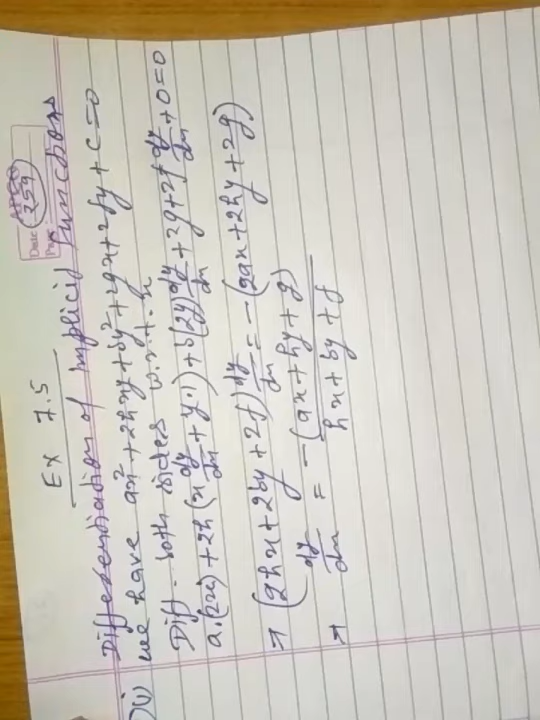 Date
Page 259
Ex 7.5
Differentiation of implicit functions
(i) we have ax²+2hxy+by²+2gx+2fy+c=0
Diff. both sides w.r.t. x
a.(2x)+2h(x dy/dx + y.1)+b(2y)dy/dx+2g+2f dy/dx+0=0
→ (2hx+2by+2f)dy/dx = -(2ax+2hy+2g)
→ dy/dx = -(ax+hy+g)/hx+by+f